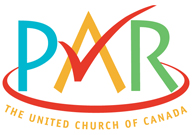 PAR
THE UNITED CHURCH OF CANADA